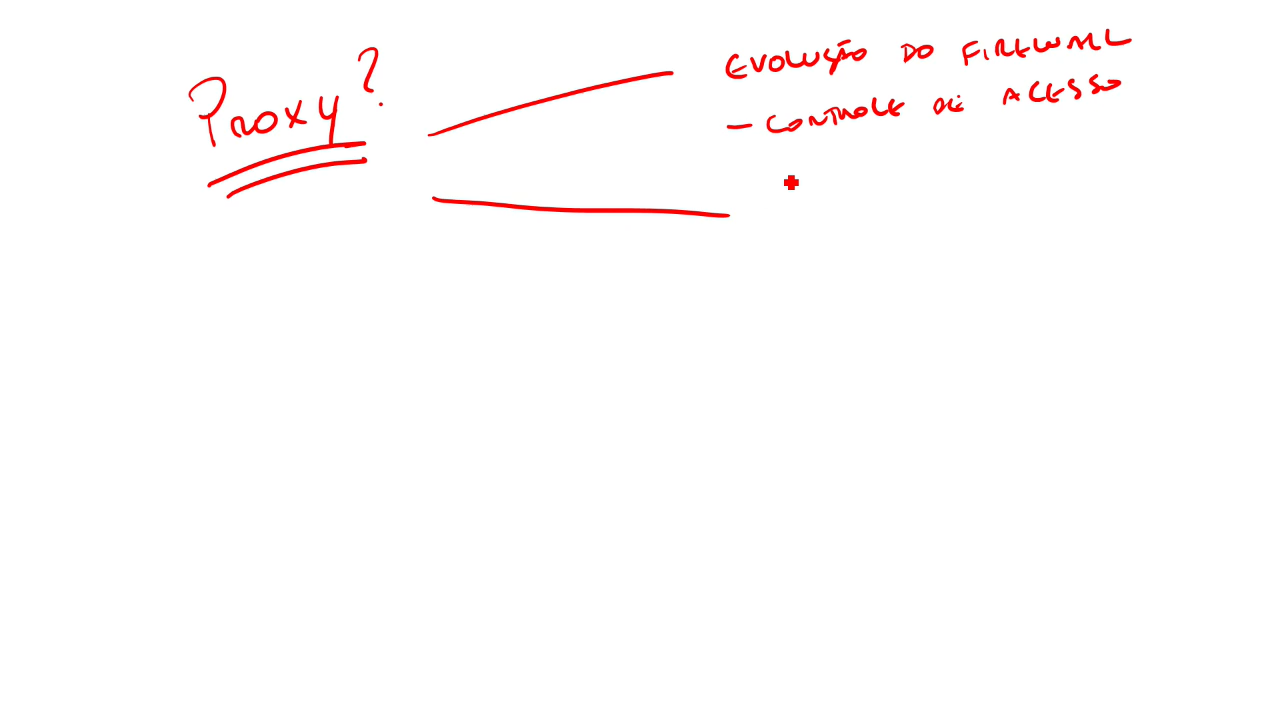 Proxy?
EVOLUÇÃO DO FIREWALL
- CONTROLE DE ACESSO